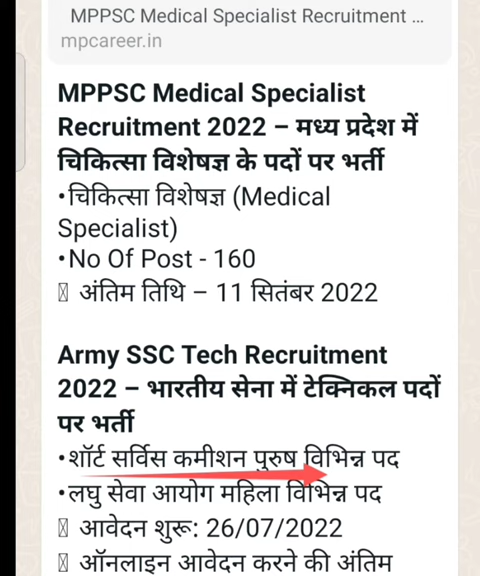 MPPSC Medical Specialist Recruitment ...
mpcareer.in
MPPSC Medical Specialist
Recruitment 2022 – मध्य प्रदेश में
चिकित्सा विशेषज्ञ के पदों पर भर्ती
•चिकित्सा विशेषज्ञ (Medical
Specialist)
•No Of Post - 160
अंतिम तिथि – 11 सितंबर 2022
Army SSC Tech Recruitment
2022 – भारतीय सेना में टेक्निकल पदों
पर भर्ती
•शॉर्ट सर्विस कमीशन पुरुष विभिन्न पद
•लघु सेवा आयोग महिला विभिन्न पद
आवेदन शुरू: 26/07/2022
ऑनलाइन आवेदन करने की अंतिम